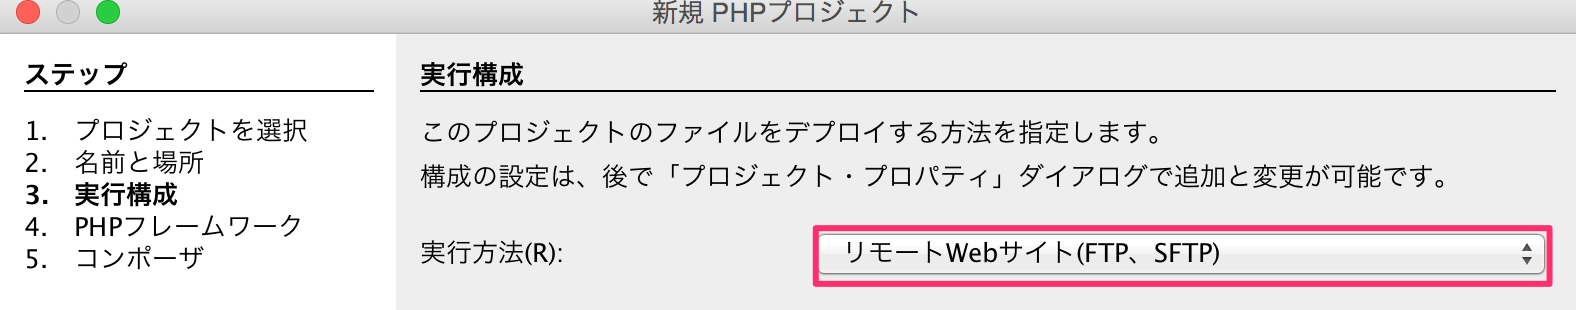 新規 PHPプロジェクト
ステップ
1. プロジェクトを選択
2. 名前と場所
3. 実行構成
4. PHPフレームワーク
5. コンポーザ
実行構成
このプロジェクトのファイルをデプロイする方法を指定します。
構成の設定は、後で「プロジェクト・プロパティ」ダイアログで追加と変更が可能です。
実行方法(R): リモートWebサイト(FTP、SFTP)